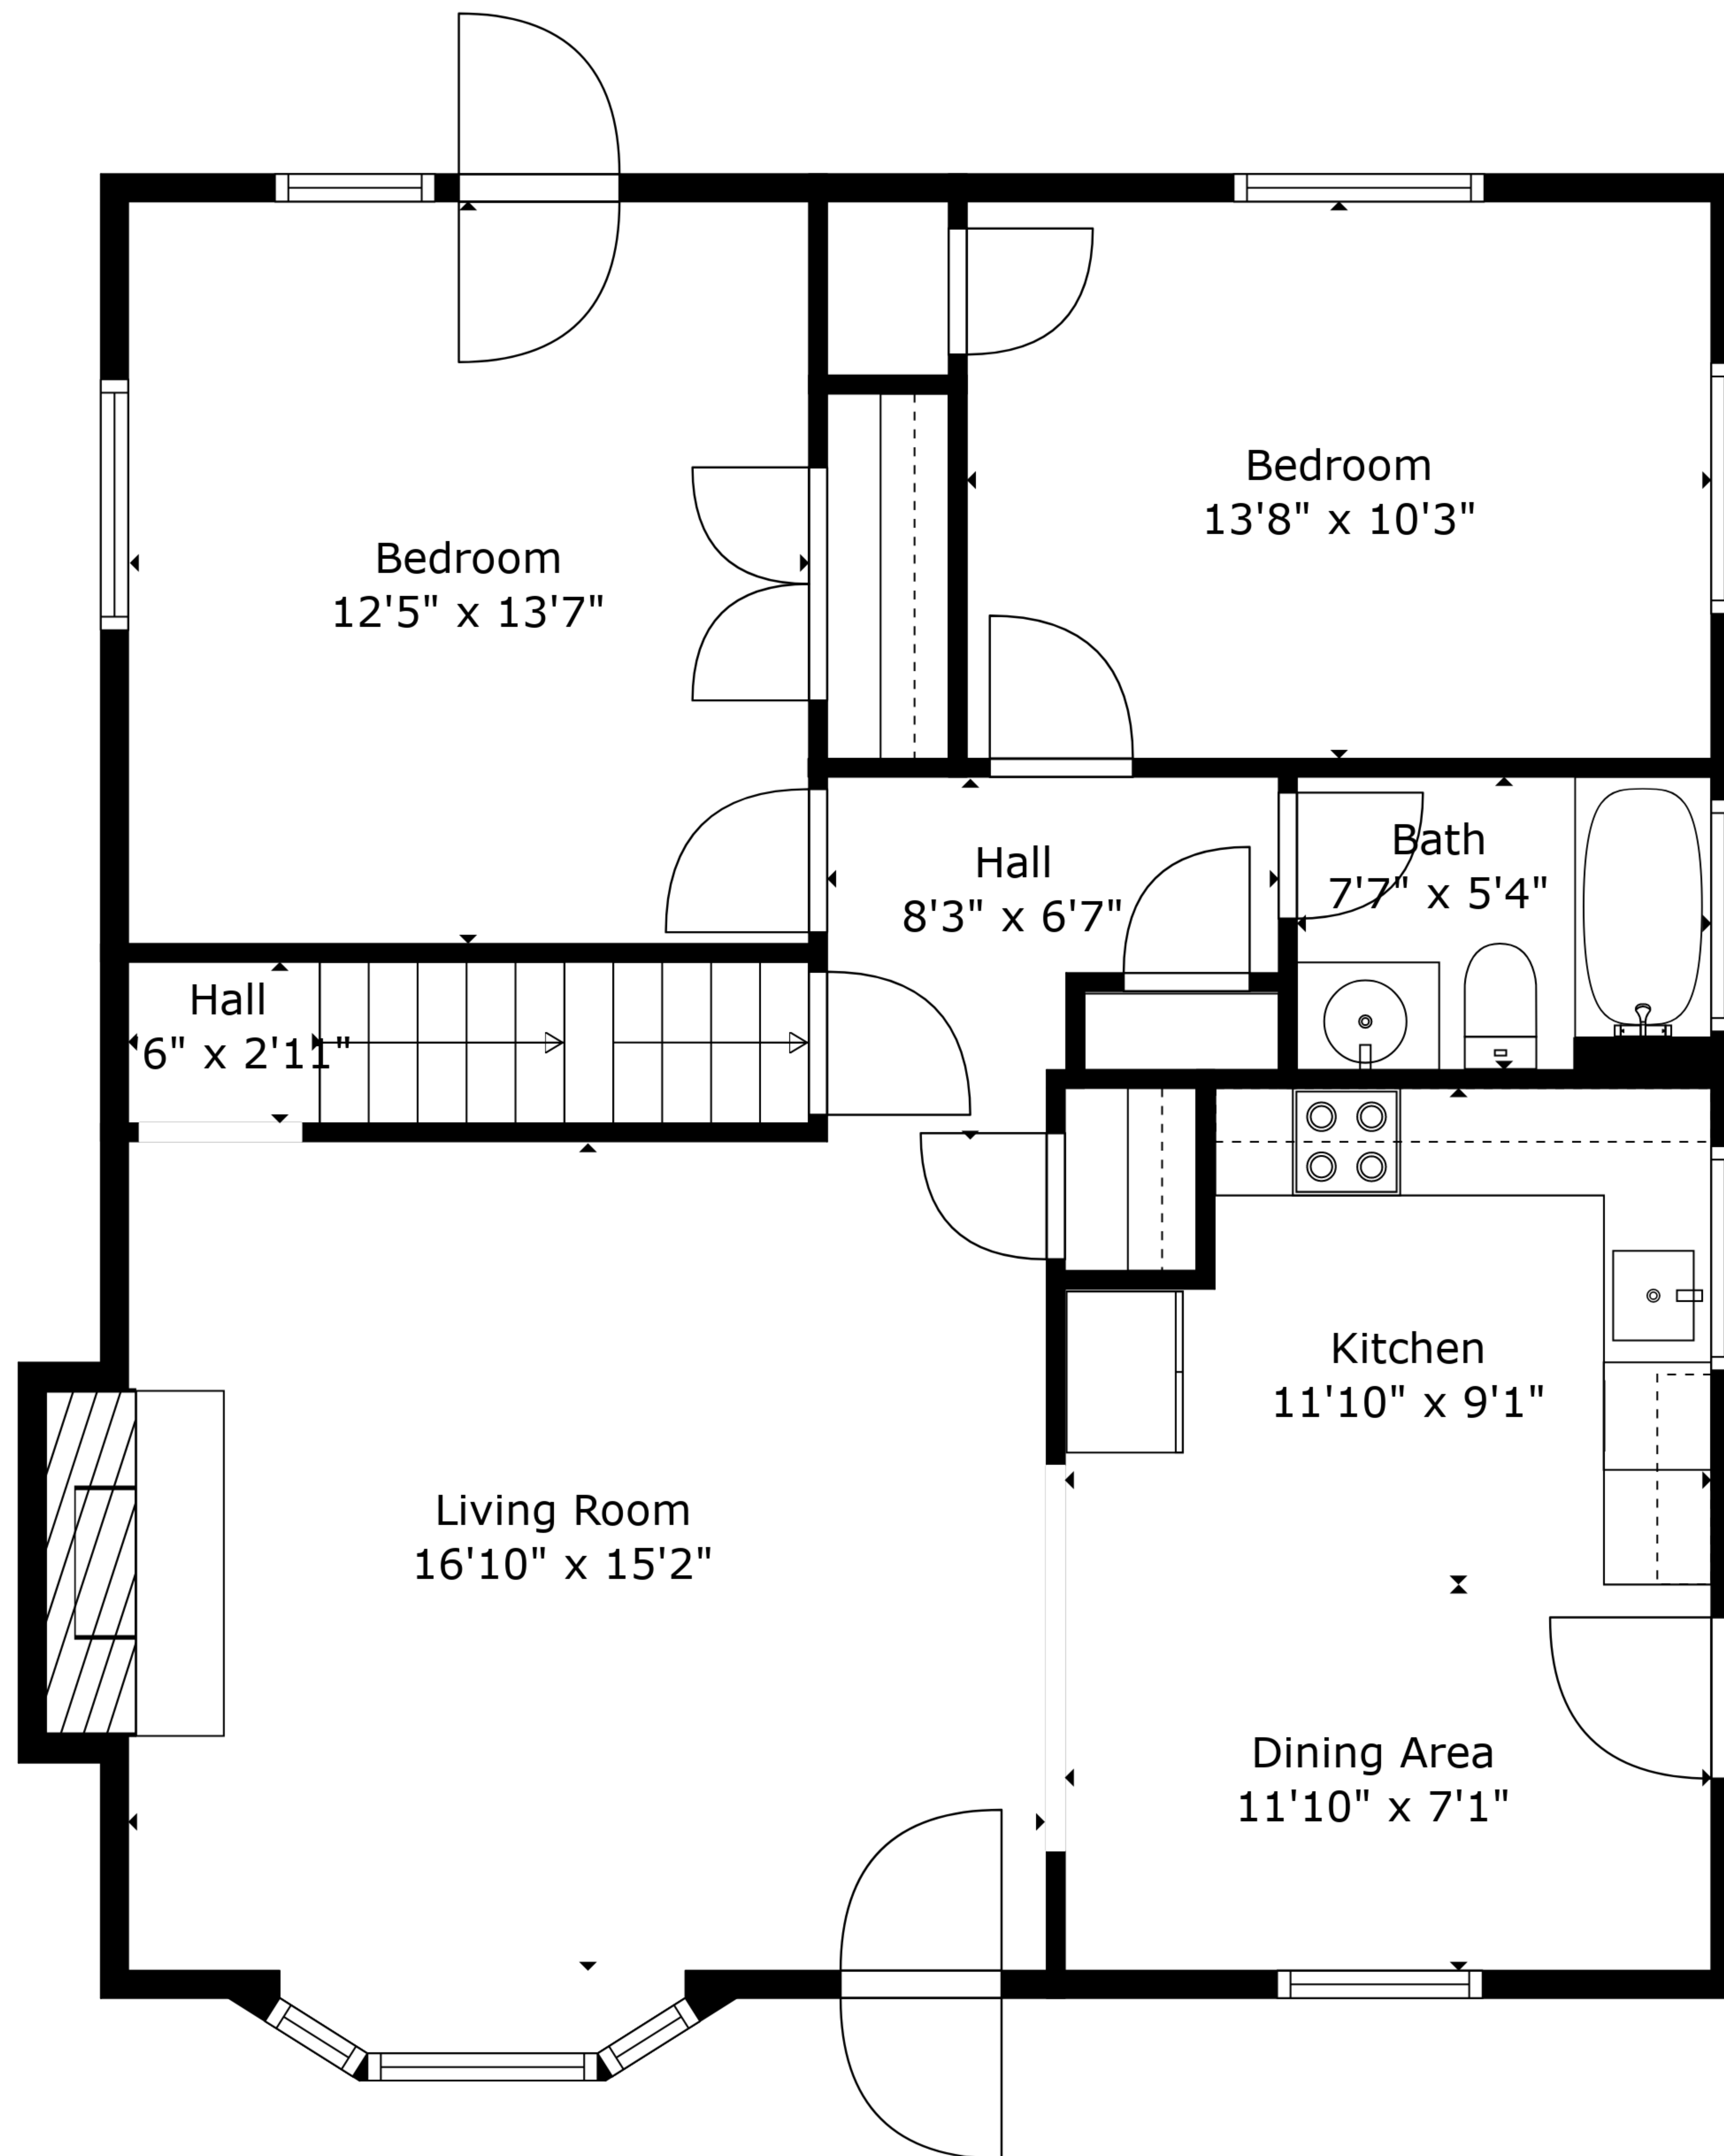 Bedroom
13'8" x 10'3"
Bedroom
12'5" x 13'7"
Bath
7'7" x 5'4"
Hall
8'3" x 6'7"
Hall
6" x 2'11"
Kitchen
11'10" x 9'1"
Living Room
16'10" x 15'2"
Dining Area
11'10" x 7'1"